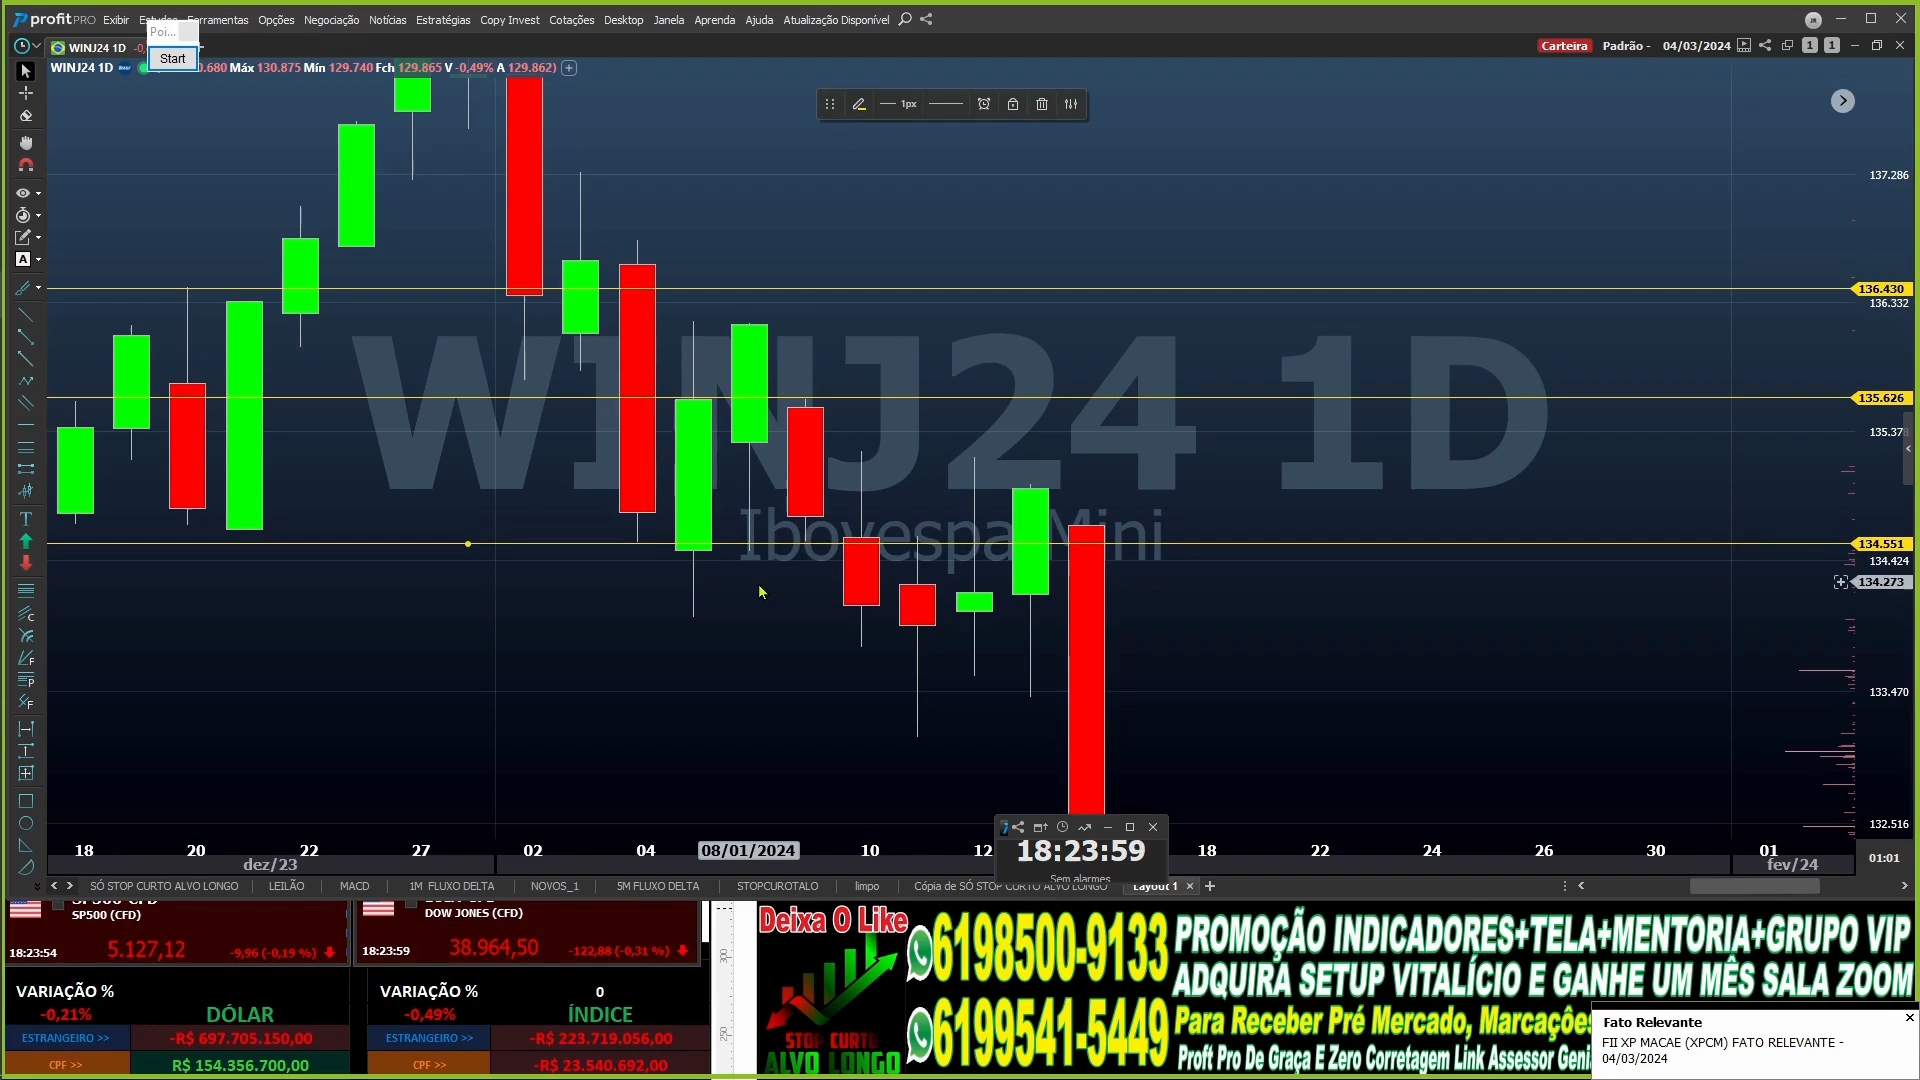 profitPRO Exibir Estudos Ferramentas Opções Negociação Notícias Estratégias Copy Invest Cotações Desktop Janela Aprenda Ajuda Atualização Disponível
Poi...
Start
WINJ24 1D
Carteira Padrão - 04/03/2024 1 1
WINJ24 1D .680 Máx 130.875 Mín 129.740 Fch 129.865 V -0,49% A 129.862)
1px
137.286
136.430
136.332
135.626
135.378
134.551
134.424
134.273
133.470
132.516
WINJ24 1D
Ibovespa Mini
18 20 22 27 02 04 08/01/2024 10 12 18 22 24 26 30 01
dez/23 fev/24 01:01
18:23:59
Sem alarmes
SÓ STOP CURTO ALVO LONGO LEILÃO MACD 1M FLUXO DELTA NOVOS_1 5M FLUXO DELTA STOPCUROTALO limpo Cópia de SÓ STOP CURTO ALVO LONGO Layout 1
SP500 (CFD)
18:23:54 5.127,12 -9,96 (-0,19 %)
DOW JONES (CFD)
18:23:59 38.964,50 -122,88 (-0,31 %)
VARIAÇÃO %
-0,21% DÓLAR
ESTRANGEIRO >> -R$ 697.705.150,00
CPF >> R$ 154.356.700,00
VARIAÇÃO % 0
-0,49% ÍNDICE
ESTRANGEIRO >> -R$ 223.719.056,00
CPF >> -R$ 23.540.692,00
300
250
Deixa O Like
STOP CURTO
ALVO LONGO
6198500-9133
6199541-5449
PROMOÇÃO INDICADORES+TELA+MENTORIA+GRUPO VIP
ADQUIRA SETUP VITALÍCIO E GANHE UM MÊS SALA ZOOM
Para Receber Pré Mercado, Marcações
Proft Pro De Graça E Zero Corretagem Link Assessor Geni
Fato Relevante
FII XP MACAE (XPCM) FATO RELEVANTE -
04/03/2024